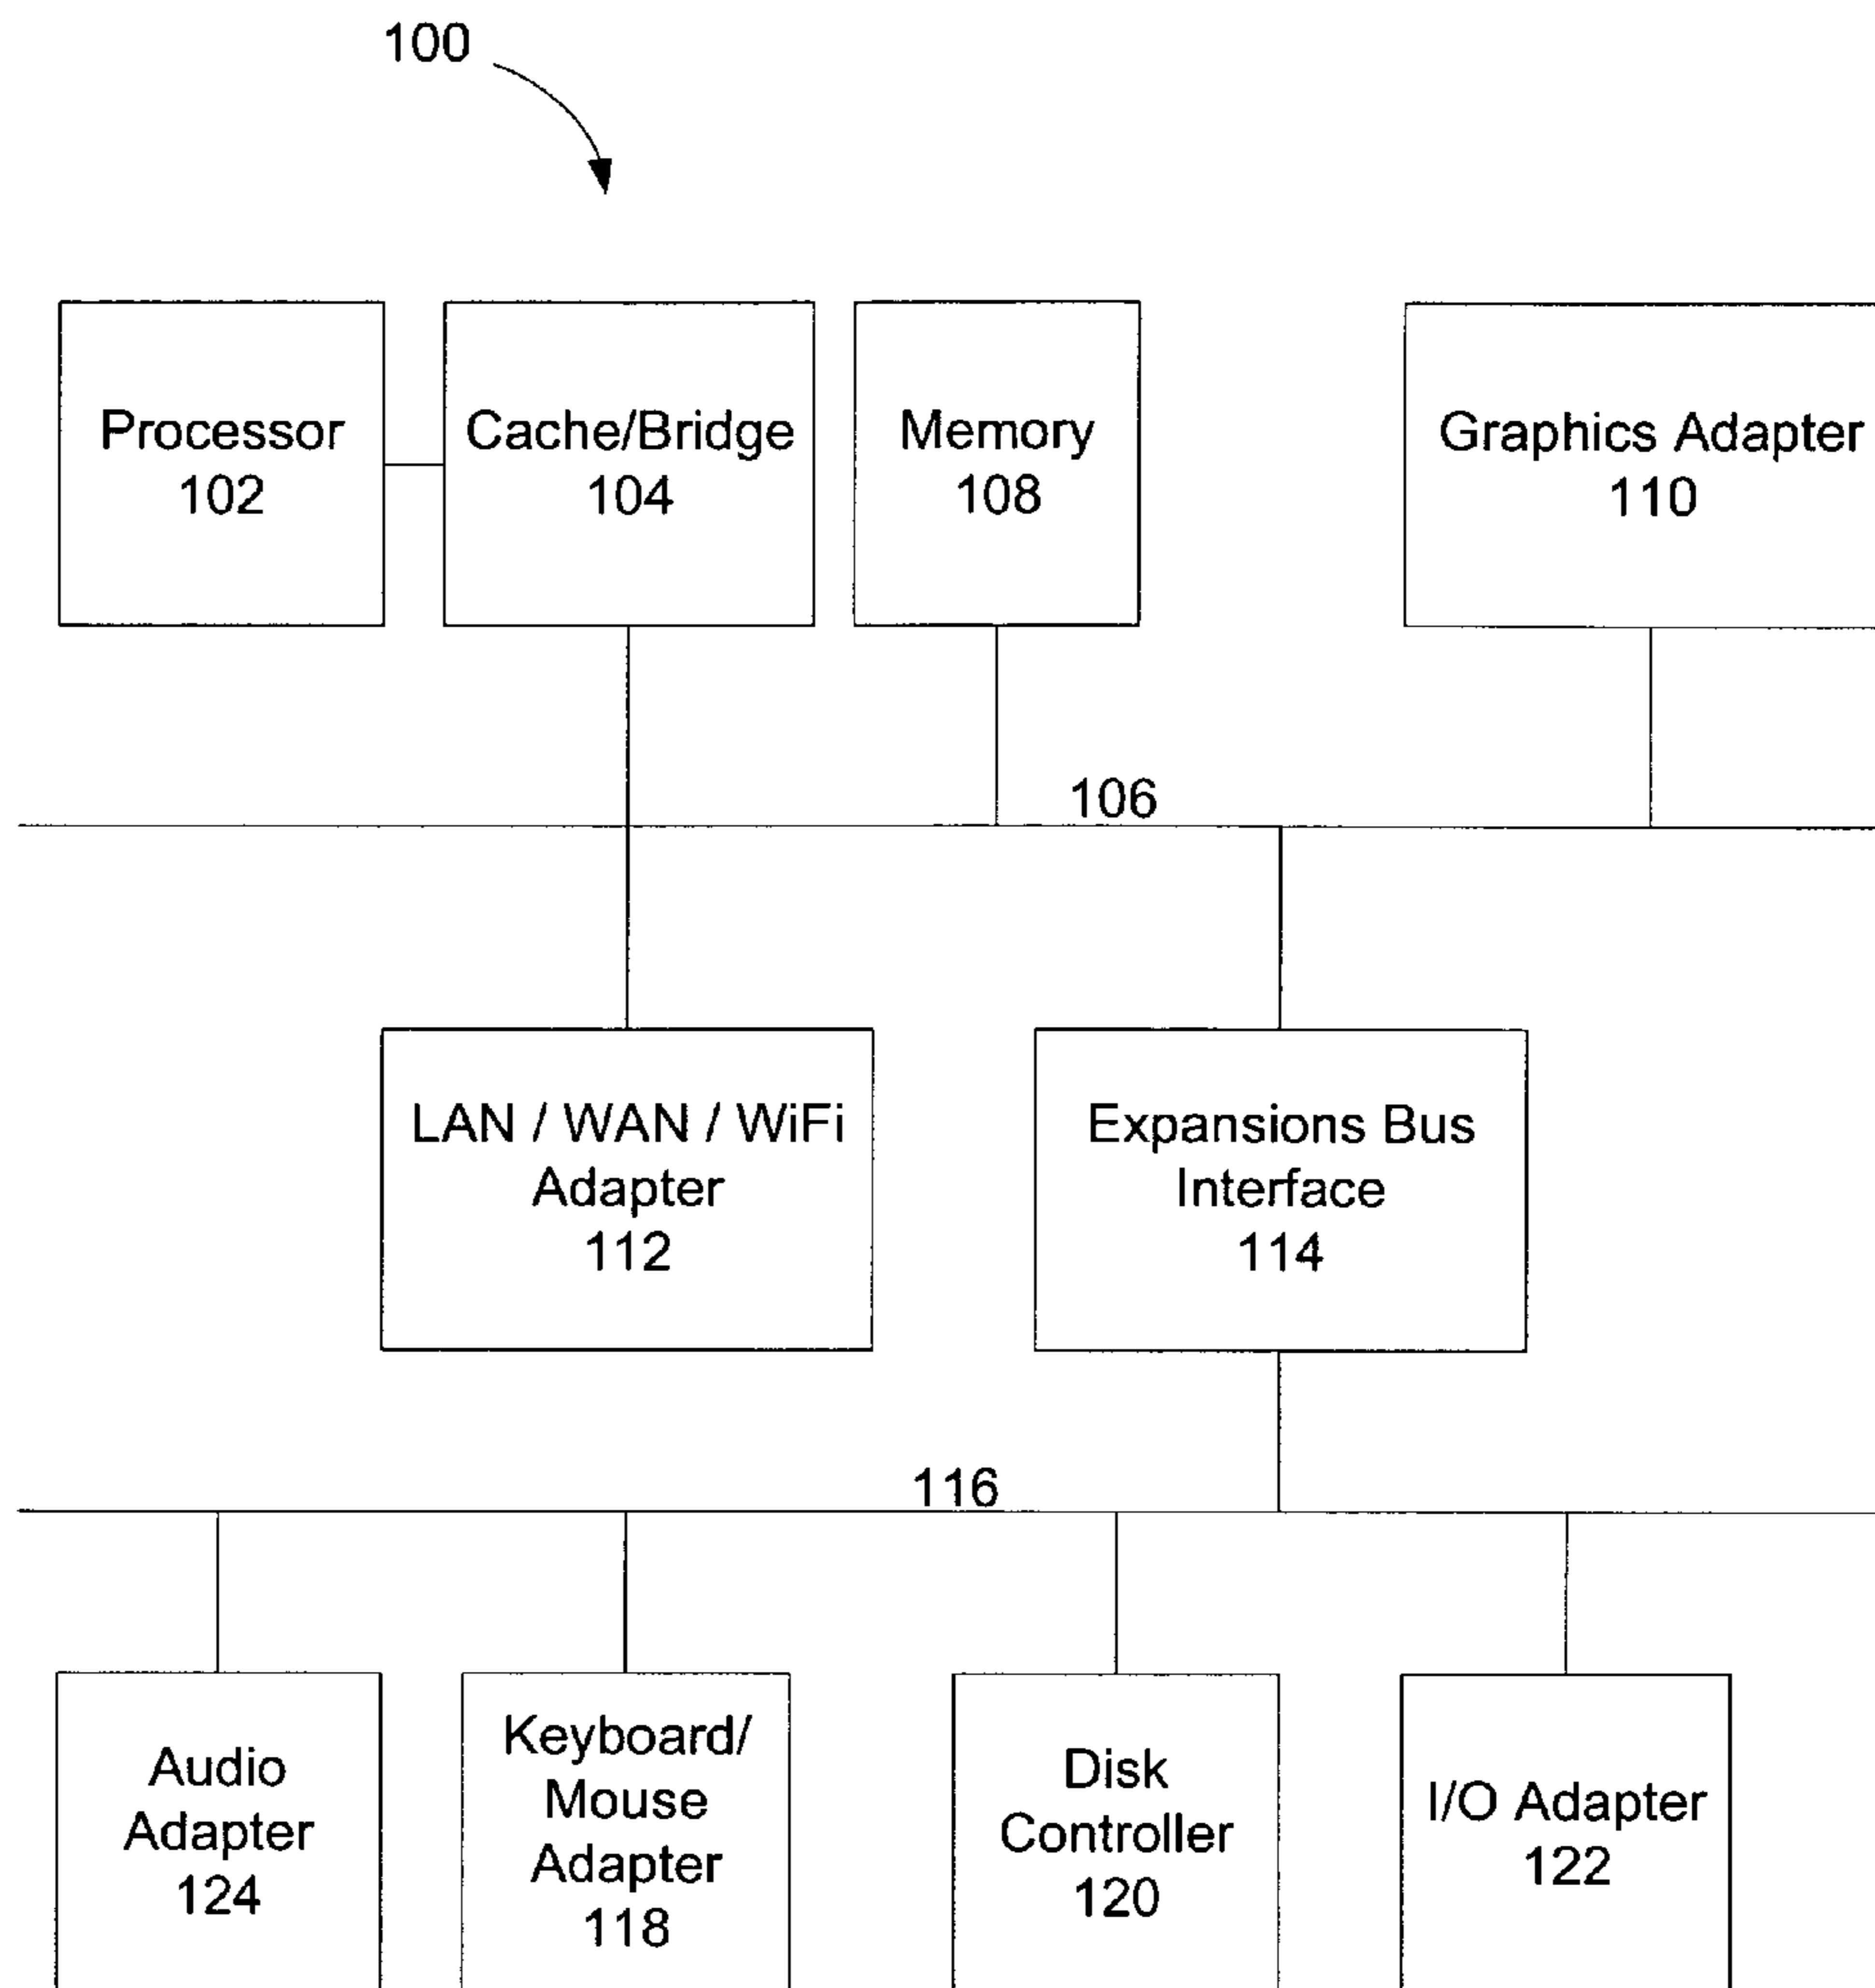 100
Processor
102
Cache/Bridge
104
Memory
108
Graphics Adapter
110
106
LAN / WAN / WiFi
Adapter
112
Expansions Bus
Interface
114
116
Audio
Adapter
124
Keyboard/
Mouse
Adapter
118
Disk
Controller
120
I/O Adapter
122